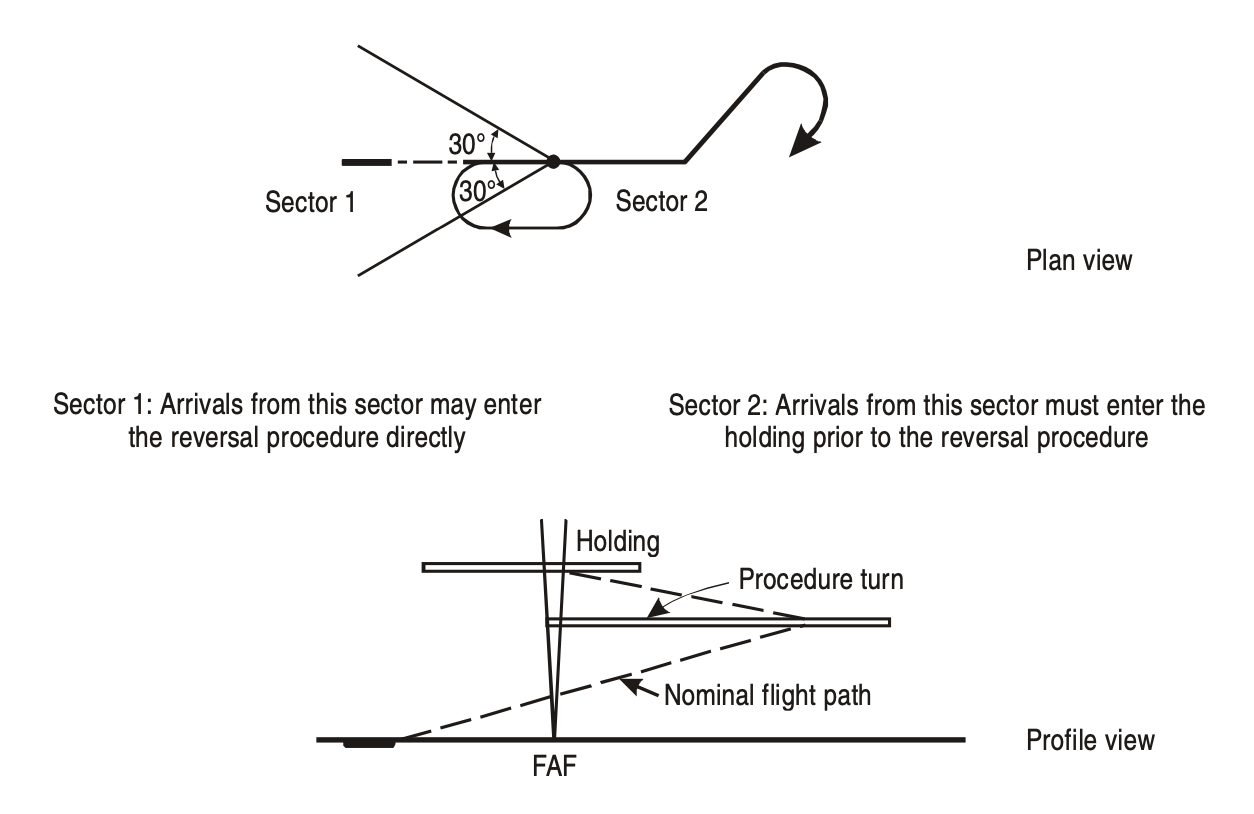 30°
30°
Sector 1
Sector 2
Plan view
Sector 1: Arrivals from this sector may enter
the reversal procedure directly
Sector 2: Arrivals from this sector must enter the
holding prior to the reversal procedure
Holding
Procedure turn
Nominal flight path
Profile view
FAF